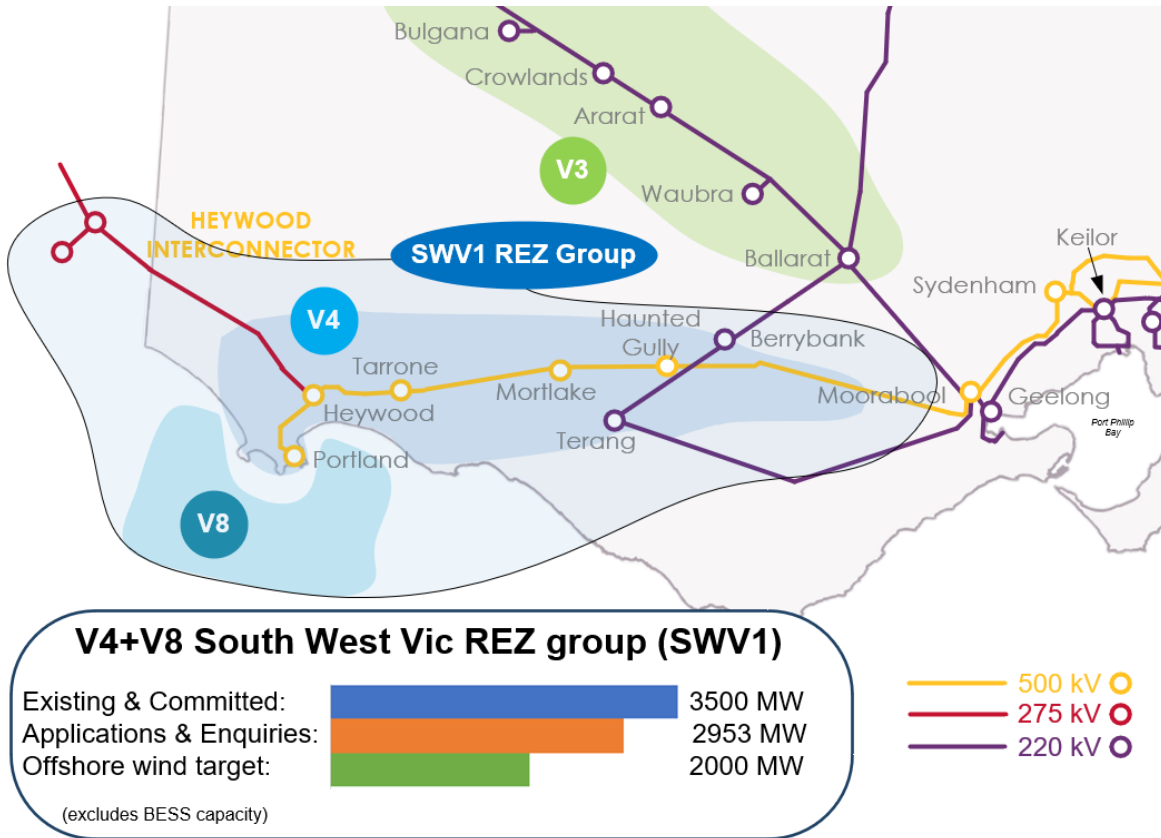 Bulgana
Crowlands
Ararat
V3
Waubra
HEYWOOD
INTERCONNECTOR
SWV1 REZ Group
Ballarat
Keilor
Sydenham
V4
Haunted
Gully
Berrybank
Tarrone
Mortlake
Moorabool
Heywood
Geelong
Terang
Port Phillip
Bay
Portland
V8
V4+V8 South West Vic REZ group (SWV1)
Existing & Committed: 3500 MW
Applications & Enquiries: 2953 MW
Offshore wind target: 2000 MW
(excludes BESS capacity)
500 kV
275 kV
220 kV